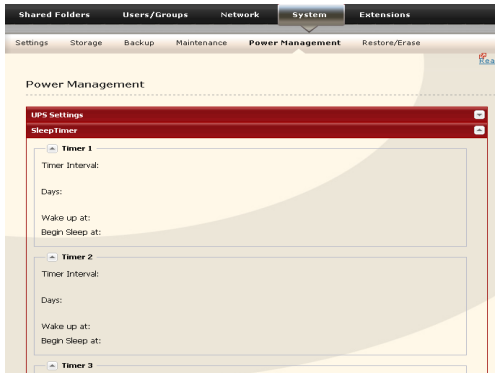 Shared Folders Users/Groups Network System Extensions
Settings Storage Backup Maintenance Power Management Restore/Erase
Rea
Power Management
UPS Settings
SleepTimer
Timer 1
Timer Interval:
Days:
Wake up at:
Begin Sleep at:
Timer 2
Timer Interval:
Days:
Wake up at:
Begin Sleep at:
Timer 3